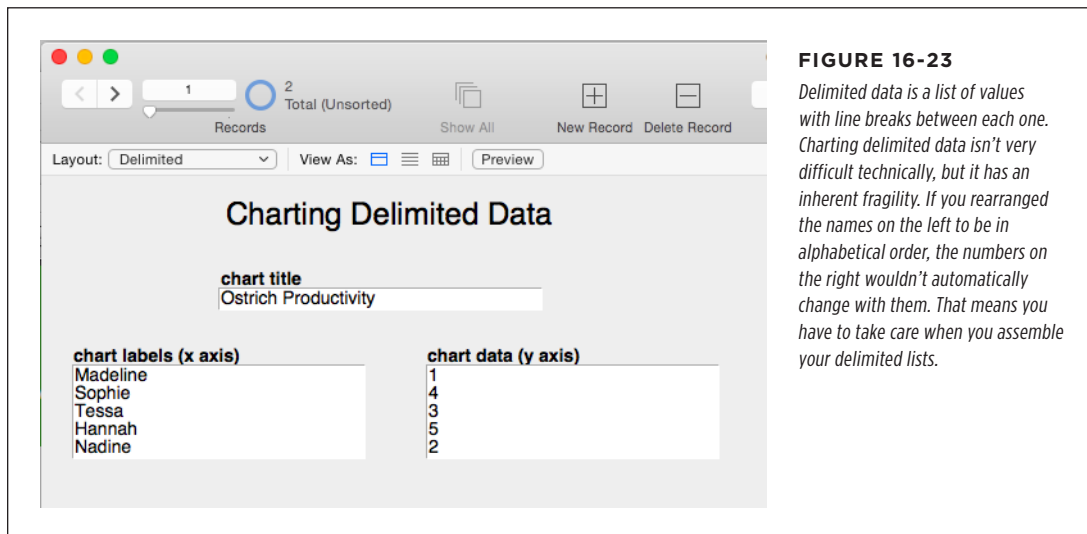 1
2
Total (Unsorted)
Records
Show All
New Record
Delete Record
Layout: Delimited
View As:
Preview
Charting Delimited Data
chart title
Ostrich Productivity
chart labels (x axis)
Madeline
Sophie
Tessa
Hannah
Nadine
chart data (y axis)
1
4
3
5
2
FIGURE 16-23
Delimited data is a list of values
with line breaks between each one.
Charting delimited data isn't very
difficult technically, but it has an
inherent fragility. If you rearranged
the names on the left to be in
alphabetical order, the numbers on
the right wouldn't automatically
change with them. That means you
have to take care when you assemble
your delimited lists.